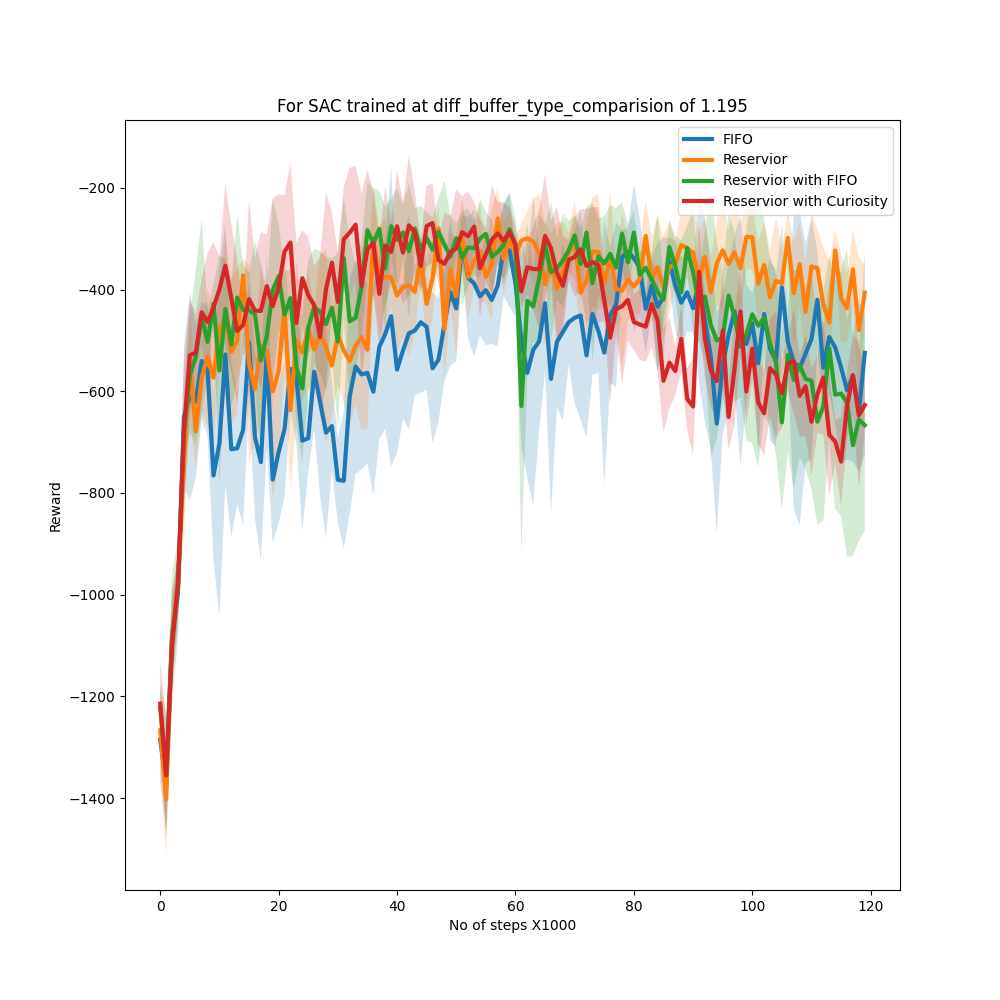 For SAC trained at diff_buffer_type_comparision of 1.195
FIFO
Reservior
Reservior with FIFO
Reservior with Curiosity
−200
−400
−600
−800
−1000
−1200
−1400
Reward
0 20 40 60 80 100 120
No of steps X1000